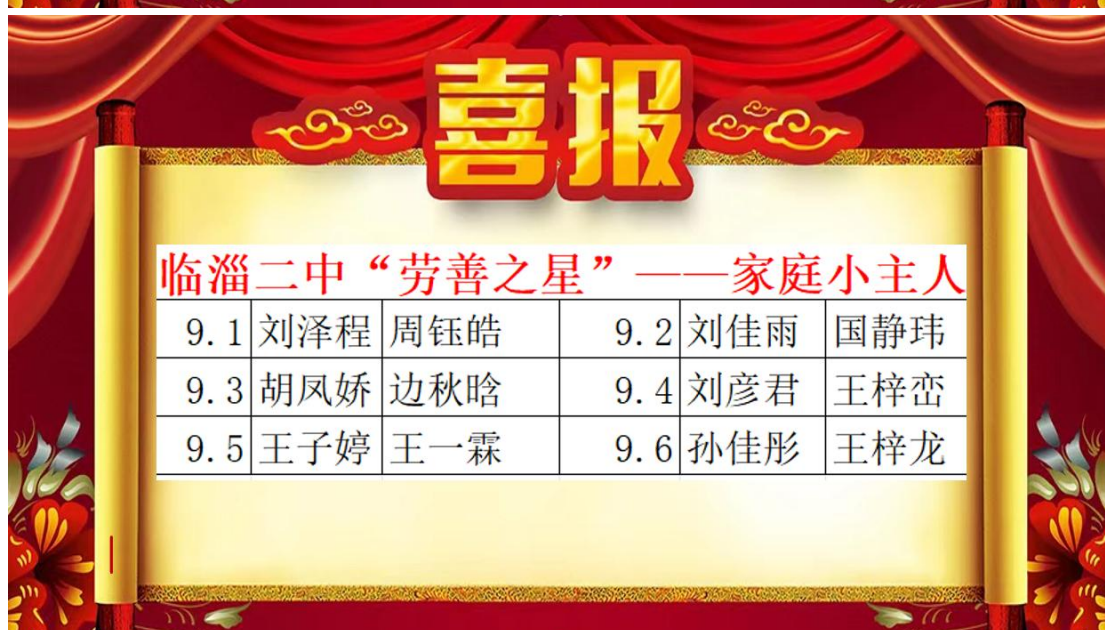 喜报
临淄二中“劳善之星”——家庭小主人
9.1 刘泽程 周钰皓 9.2 刘佳雨 国静玮
9.3 胡凤娇 边秋晗 9.4 刘彦君 王梓峦
9.5 王子婷 王一霖 9.6 孙佳彤 王梓龙